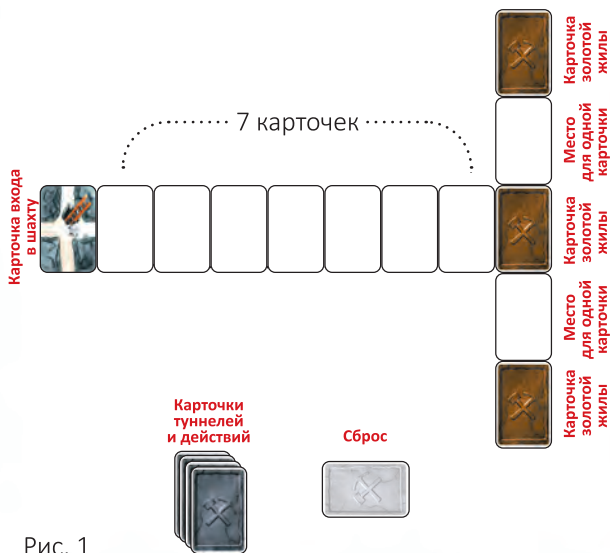 Карточка
золотой
жилы
Место
для одной
карточки
7 карточек
Карточка входа
в шахту
Карточка
золотой
жилы
Место
для одной
карточки
Карточка
золотой
жилы
Карточки
туннелей
и действий
Сброс
Рис. 1